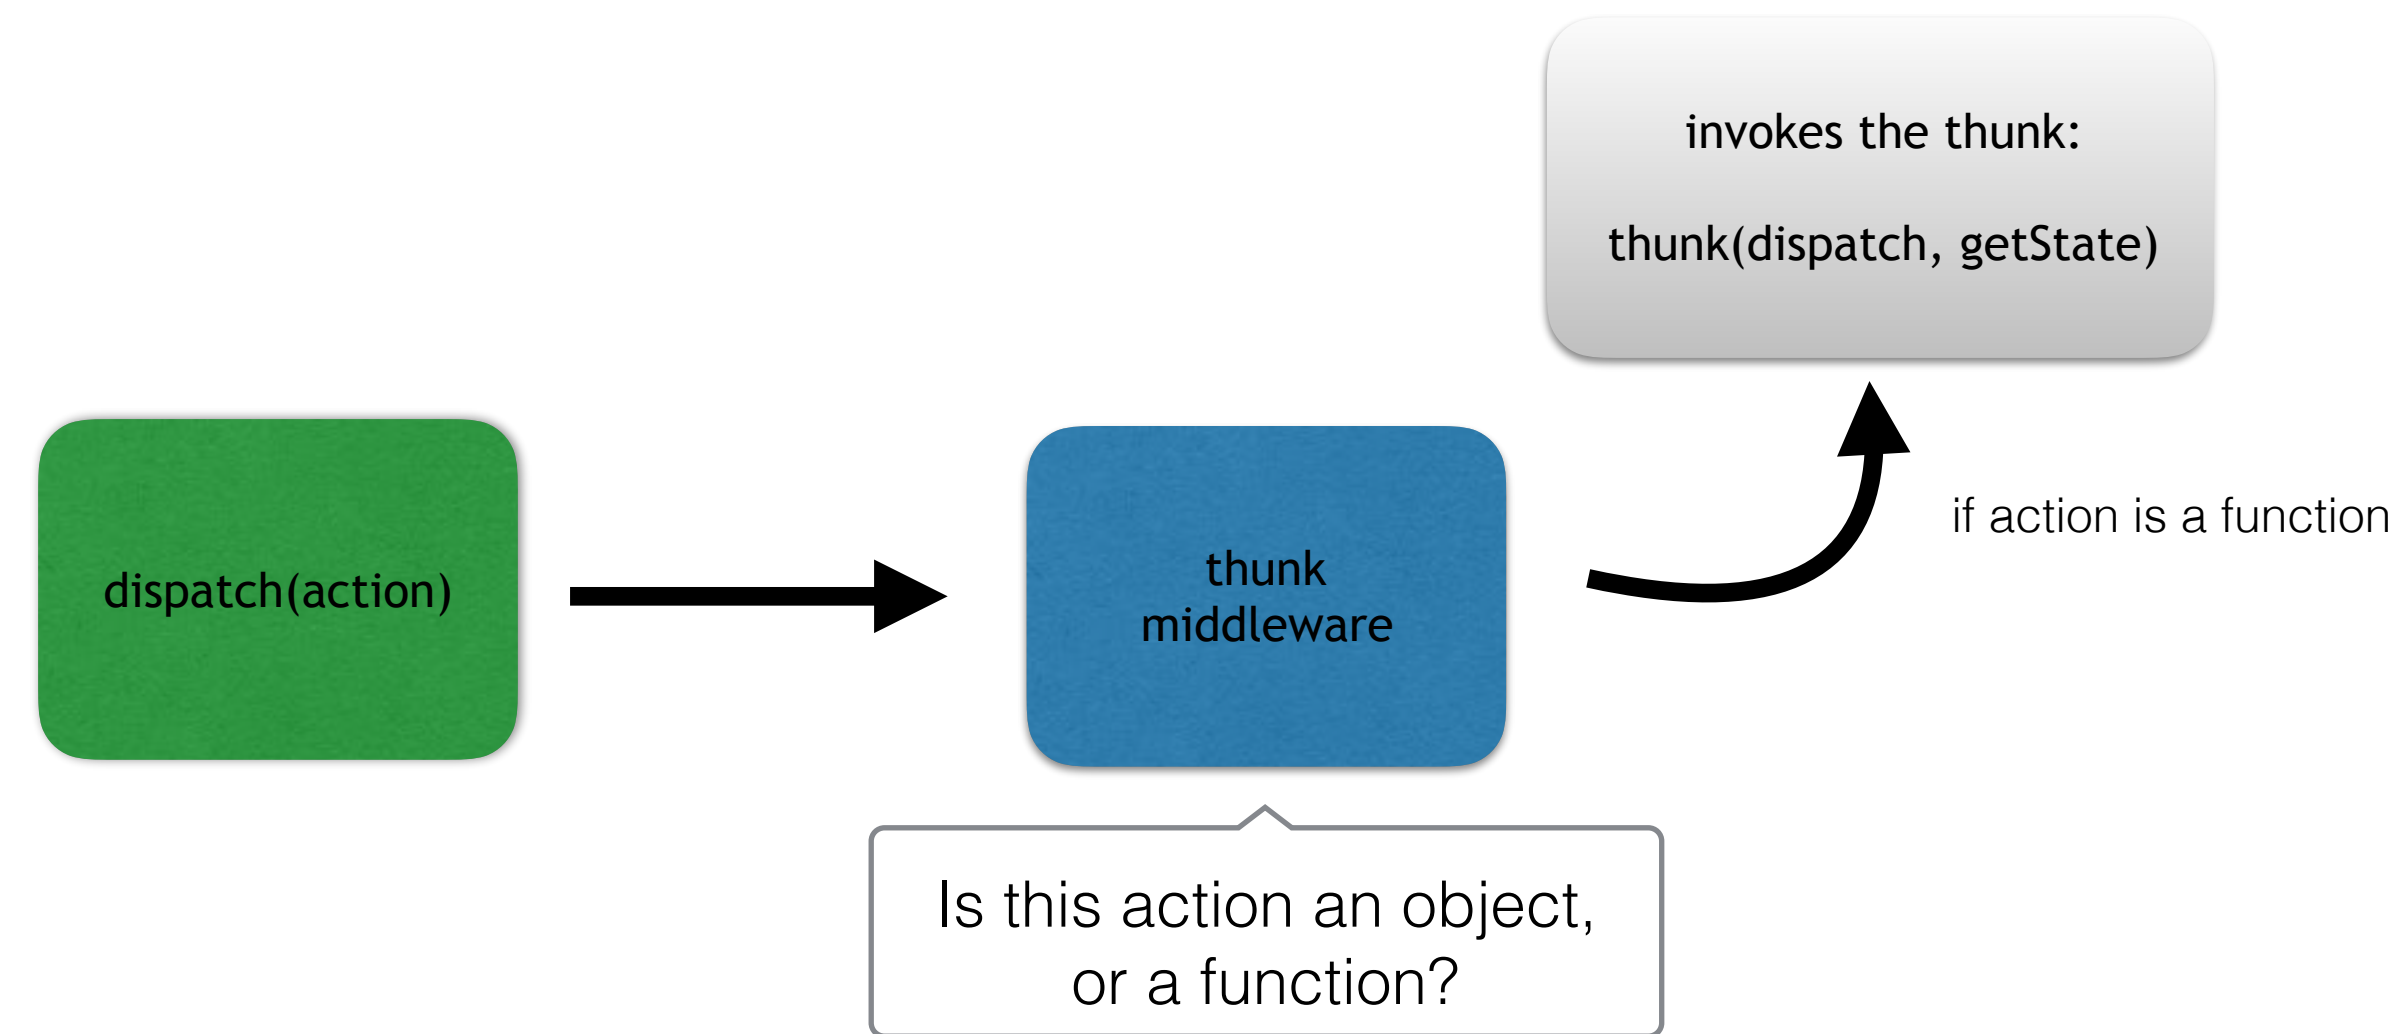 invokes the thunk:
thunk(dispatch, getState)
dispatch(action)
thunk
middleware
if action is a function
Is this action an object,
or a function?